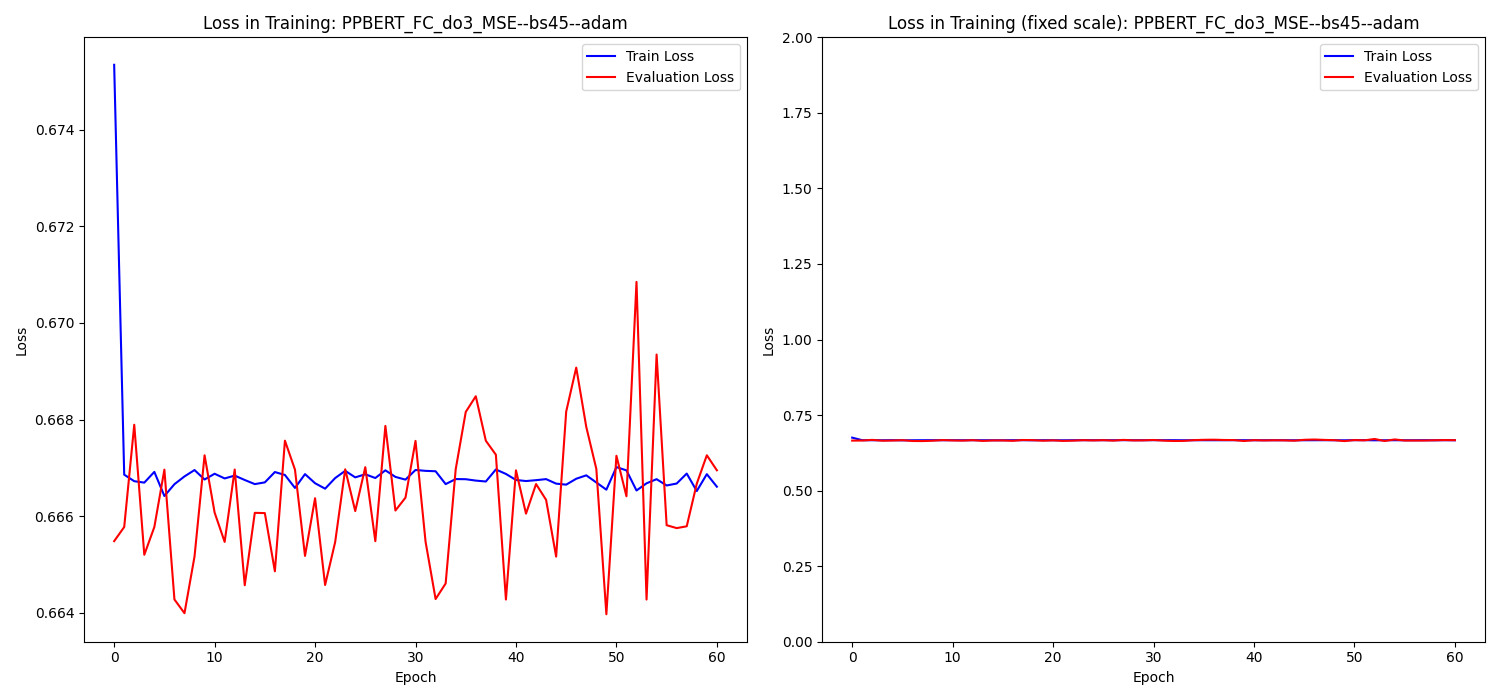 Loss in Training: PPBERT_FC_do3_MSE--bs45--adam
Train Loss
Evaluation Loss
0.674
0.672
0.670
0.668
0.666
0.664
Loss
0 10 20 30 40 50 60
Epoch
Loss in Training (fixed scale): PPBERT_FC_do3_MSE--bs45--adam
Train Loss
Evaluation Loss
2.00
1.75
1.50
1.25
1.00
0.75
0.50
0.25
0.00
Loss
0 10 20 30 40 50 60
Epoch